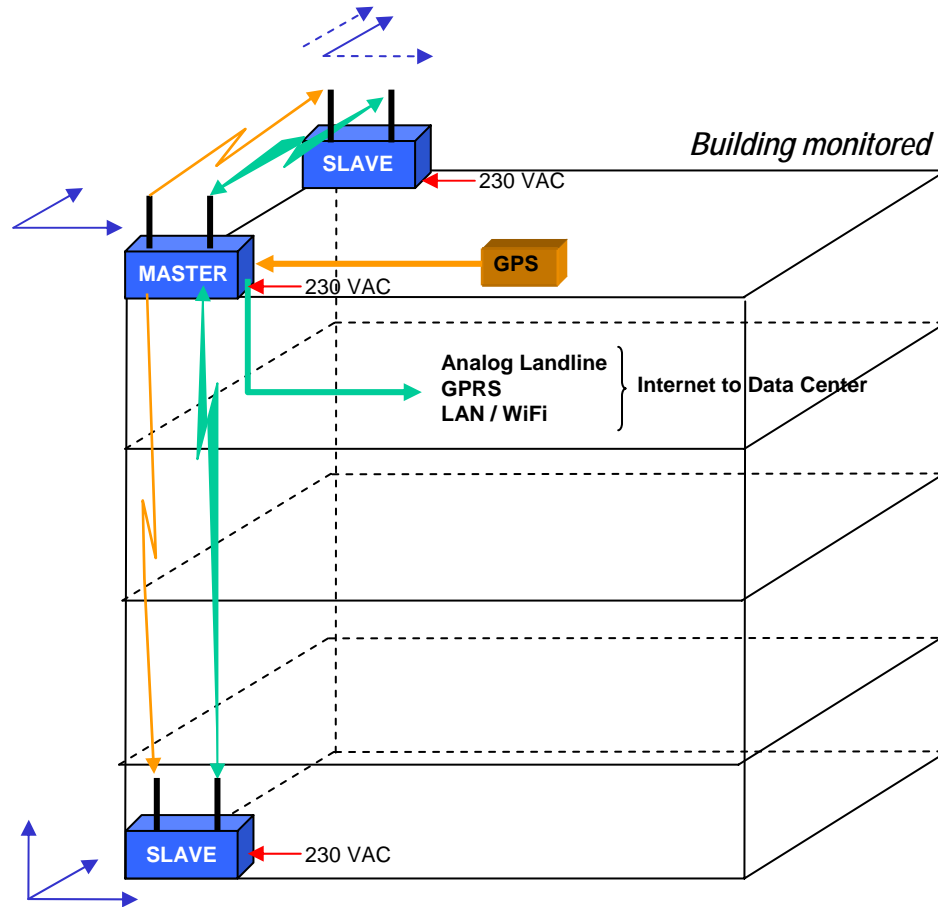 Building monitored
SLAVE
230 VAC
MASTER
GPS
230 VAC
Analog Landline
GPRS
LAN / WiFi
Internet to Data Center
SLAVE
230 VAC